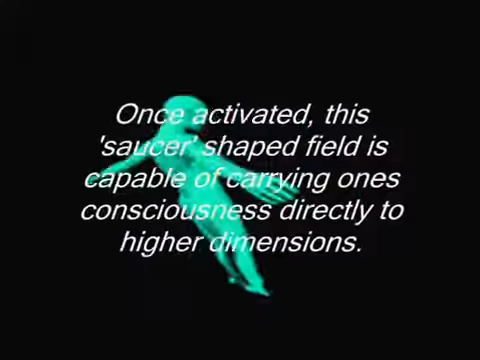 Once activated, this
'saucer' shaped field is
capable of carrying ones
consciousness directly to
higher dimensions.